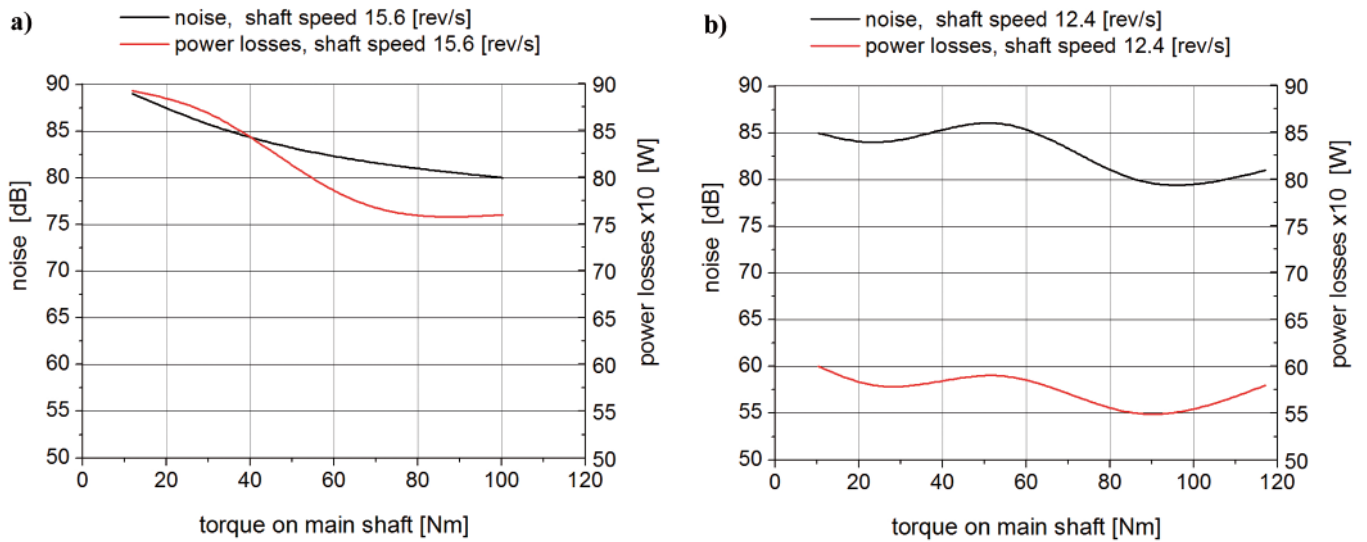 a)
noise, shaft speed 15.6 [rev/s]
power losses, shaft speed 15.6 [rev/s]
90
85
80
75
70
65
60
55
50
noise [dB]
90
85
80
75
70
65
60
55
50
power losses x10 [W]
0 20 40 60 80 100 120
torque on main shaft [Nm]
b)
noise, shaft speed 12.4 [rev/s]
power losses, shaft speed 12.4 [rev/s]
90
85
80
75
70
65
60
55
50
noise [dB]
90
85
80
75
70
65
60
55
50
power losses x10 [W]
0 20 40 60 80 100 120
torque on main shaft [Nm]